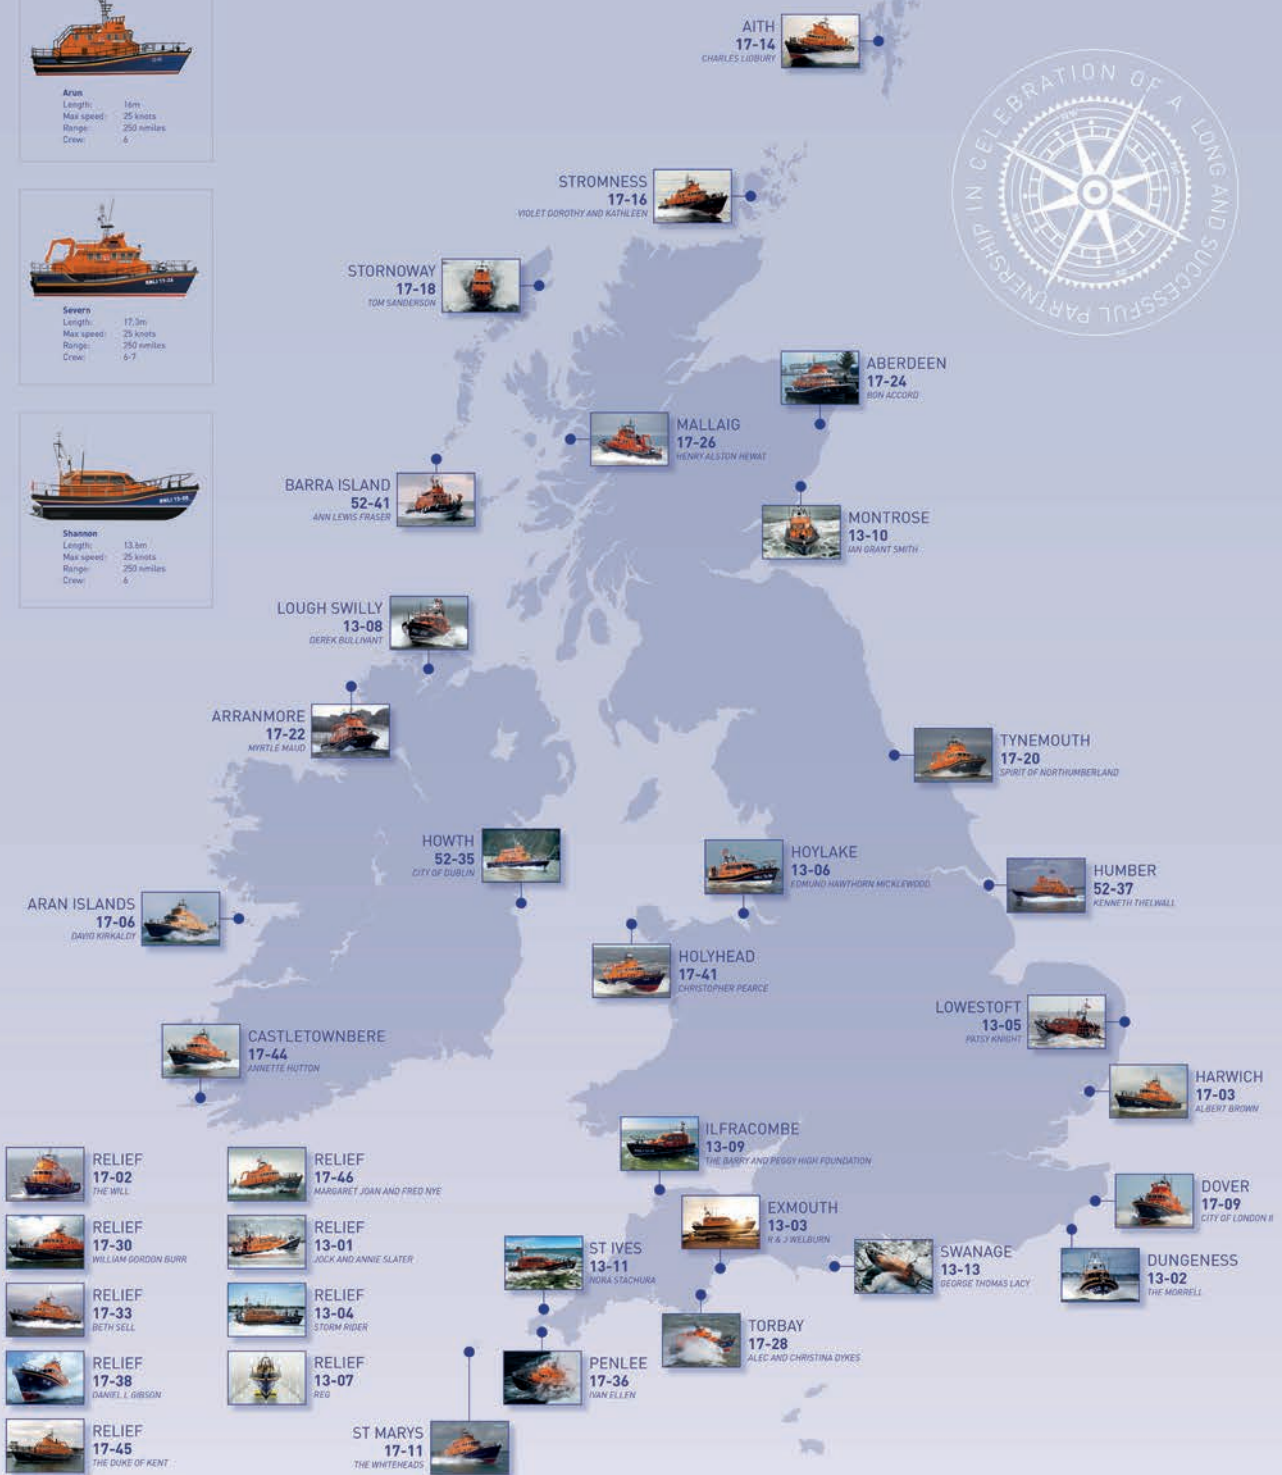 Arun
Length: 16m
Max speed: 25 knots
Range: 250 nmiles
Crew: 6
Severn
Length: 17.3m
Max speed: 25 knots
Range: 250 nmiles
Crew: 6-7
Shannon
Length: 13.6m
Max speed: 25 knots
Range: 250 nmiles
Crew: 6
IN CELEBRATION OF A LONG AND SUCCESSFUL PARTNERSHIP
AITH
17-14
CHARLES LIDBURY
STROMNESS
17-16
VIOLET DOROTHY AND KATHLEEN
STORNOWAY
17-18
TOM SANDERSON
ABERDEEN
17-24
BON ACCORD
MALLAIG
17-26
HENRY ALSTON HEWAT
BARRA ISLAND
52-41
ANN LEWIS FRASER
MONTROSE
13-10
IAN GRANT SMITH
LOUGH SWILLY
13-08
DEREK BULLIVANT
ARRANMORE
17-22
MYRTLE MAUD
TYNEMOUTH
17-20
SPIRIT OF NORTHUMBERLAND
HOWTH
52-35
CITY OF DUBLIN
HOYLAKE
13-06
EDMUND HAWTHORN MICKLEWOOD
HUMBER
52-37
KENNETH THELWALL
ARAN ISLANDS
17-06
DAVID KIRKALDY
HOLYHEAD
17-41
CHRISTOPHER PEARCE
LOWESTOFT
13-05
PATSY KNIGHT
CASTLETOWNBERE
17-44
ANNETTE HUTTON
HARWICH
17-03
ALBERT BROWN
ILFRACOMBE
13-09
THE BARRY AND PEGGY HIGH FOUNDATION
DOVER
17-09
CITY OF LONDON II
EXMOUTH
13-03
R & J WELBURN
ST IVES
13-11
NORA STACHURA
SWANAGE
13-13
GEORGE THOMAS LACY
DUNGENESS
13-02
THE MORRELL
TORBAY
17-28
ALEC AND CHRISTINA DYKES
PENLEE
17-36
IVAN ELLEN
ST MARYS
17-11
THE WHITEHEADS
RELIEF
17-02
THE WILL
RELIEF
17-30
WILLIAM GORDON BURR
RELIEF
17-33
BETH SELL
RELIEF
17-38
DANIEL L GIBSON
RELIEF
17-45
THE DUKE OF KENT
RELIEF
17-46
MARGARET JOAN AND FRED NYE
RELIEF
13-01
JOCK AND ANNIE SLATER
RELIEF
13-04
STORM RIDER
RELIEF
13-07
REG